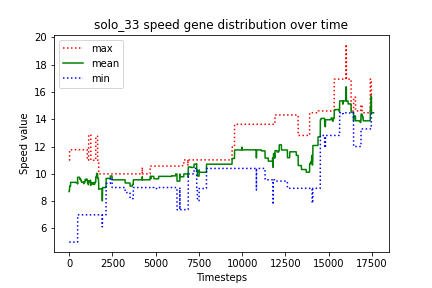 solo_33 speed gene distribution over time
max
mean
min
Speed value
20
18
16
14
12
10
8
6
0 2500 5000 7500 10000 12500 15000 17500
Timesteps